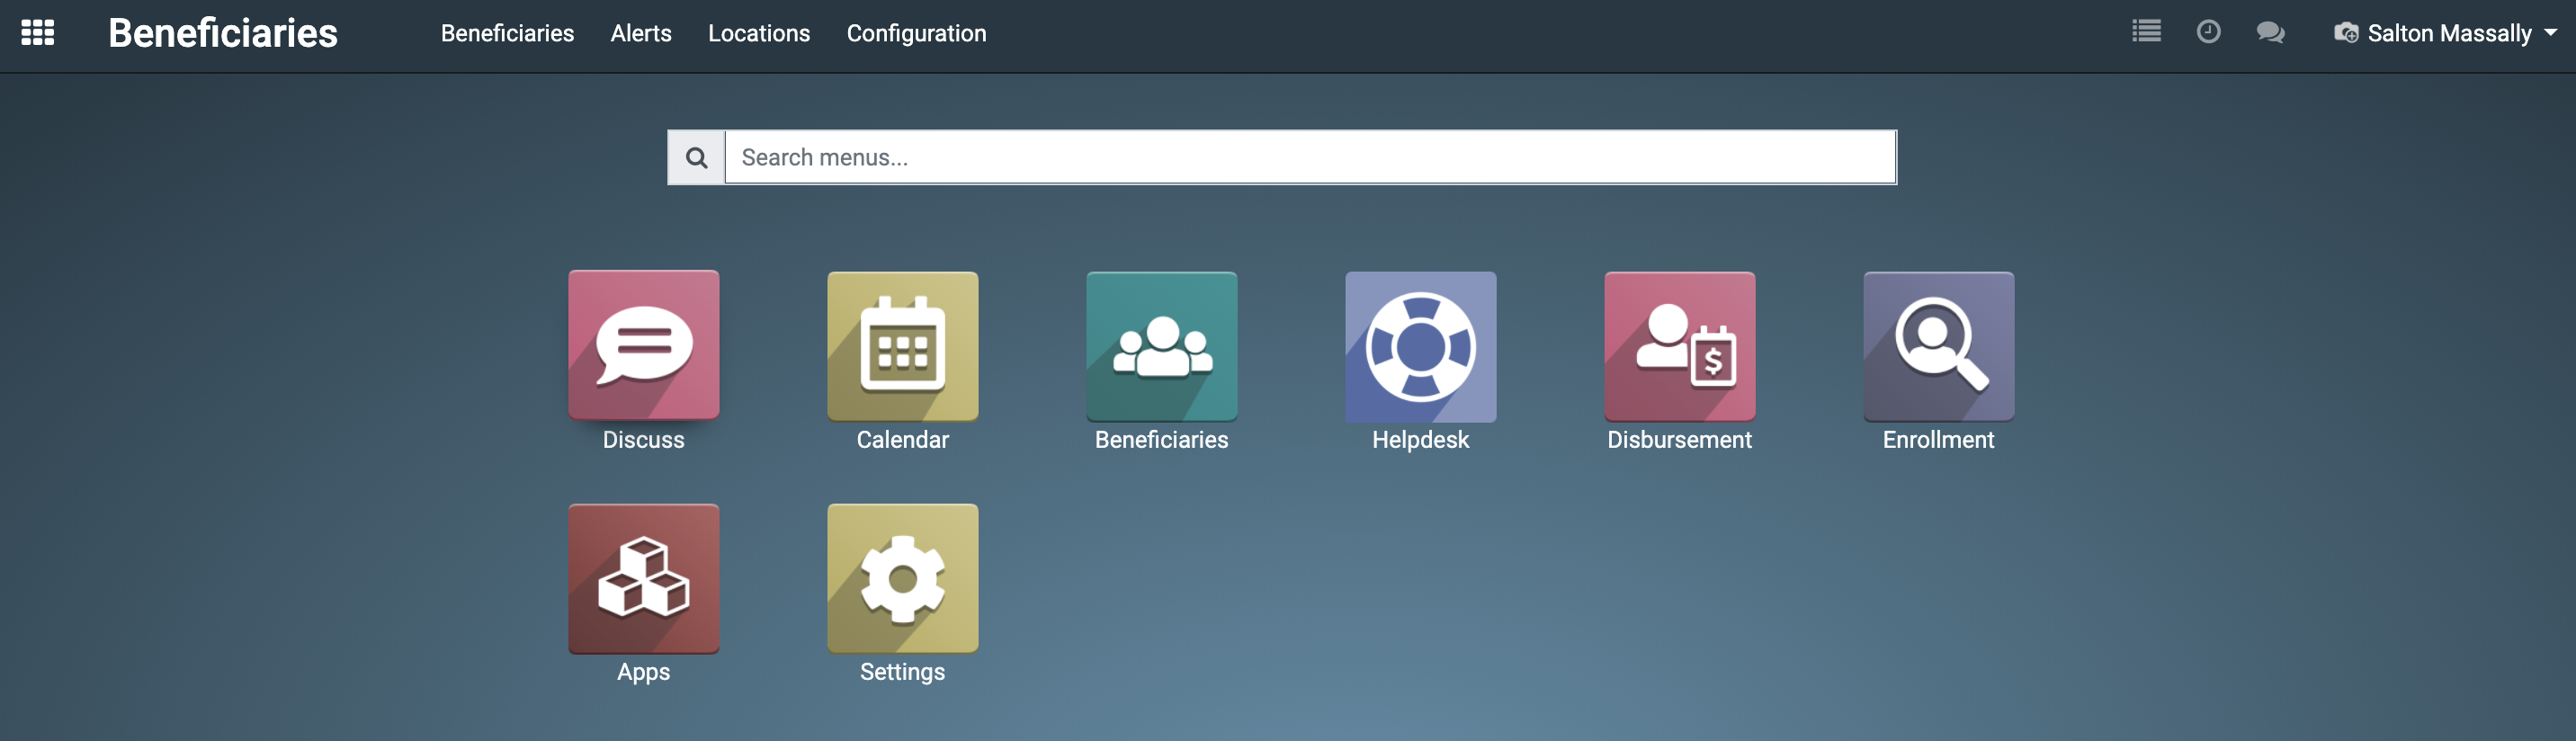 Beneficiaries Beneficiaries Alerts Locations Configuration Salton Massally
Search menus...
Discuss Calendar Beneficiaries Helpdesk Disbursement Enrollment
Apps Settings